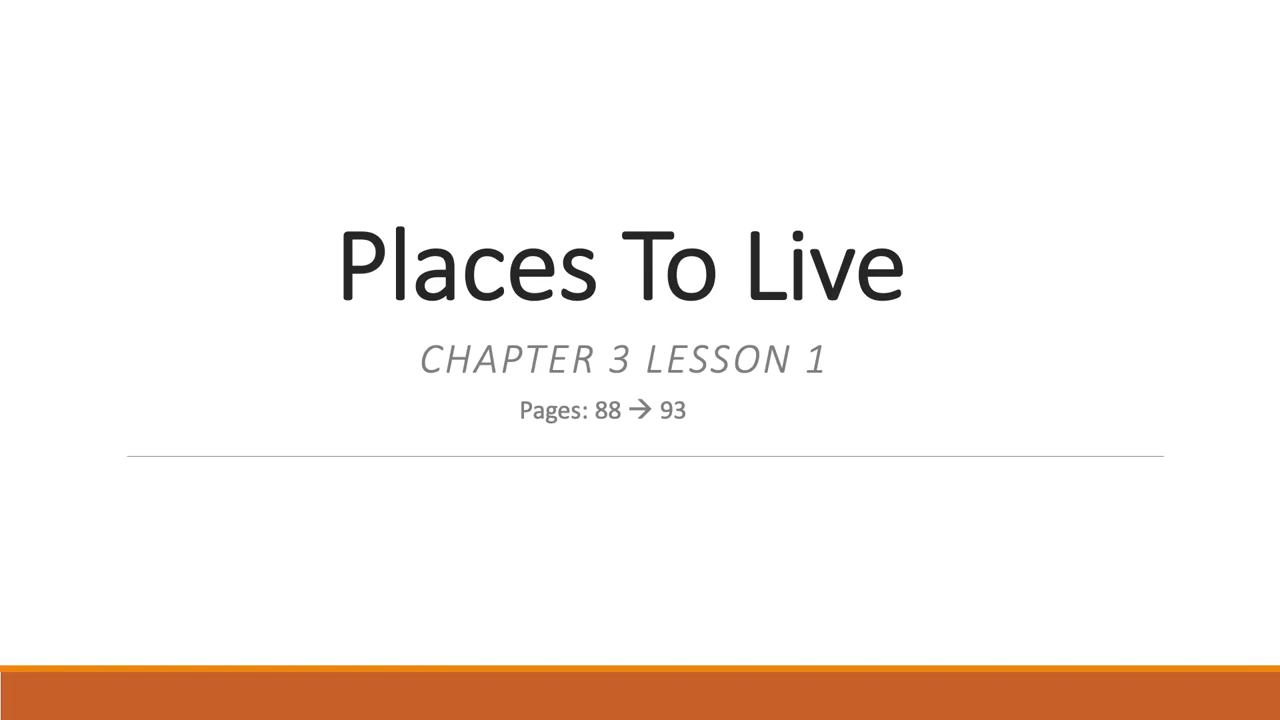 Places To Live
CHAPTER 3 LESSON 1
Pages: 88 → 93